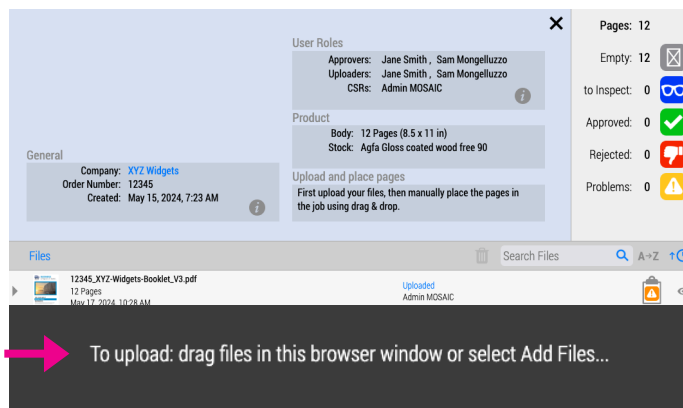 Pages: 12
Empty: 12
to Inspect: 0
Approved: 0
Rejected: 0
Problems: 0
User Roles
Approvers: Jane Smith , Sam Mongelluzzo
Uploaders: Jane Smith , Sam Mongelluzzo
CSRs: Admin MOSAIC
Product
Body: 12 Pages (8.5 x 11 in)
Stock: Agfa Gloss coated wood free 90
General
Company: XYZ Widgets
Order Number: 12345
Created: May 15, 2024, 7:23 AM
Upload and place pages
First upload your files, then manually place the pages in
the job using drag & drop.
Files
Search Files
A→Z
12345_XYZ-Widgets-Booklet_V3.pdf
12 Pages
May 17, 2024, 10:28 AM
Uploaded
Admin MOSAIC
To upload: drag files in this browser window or select Add Files...